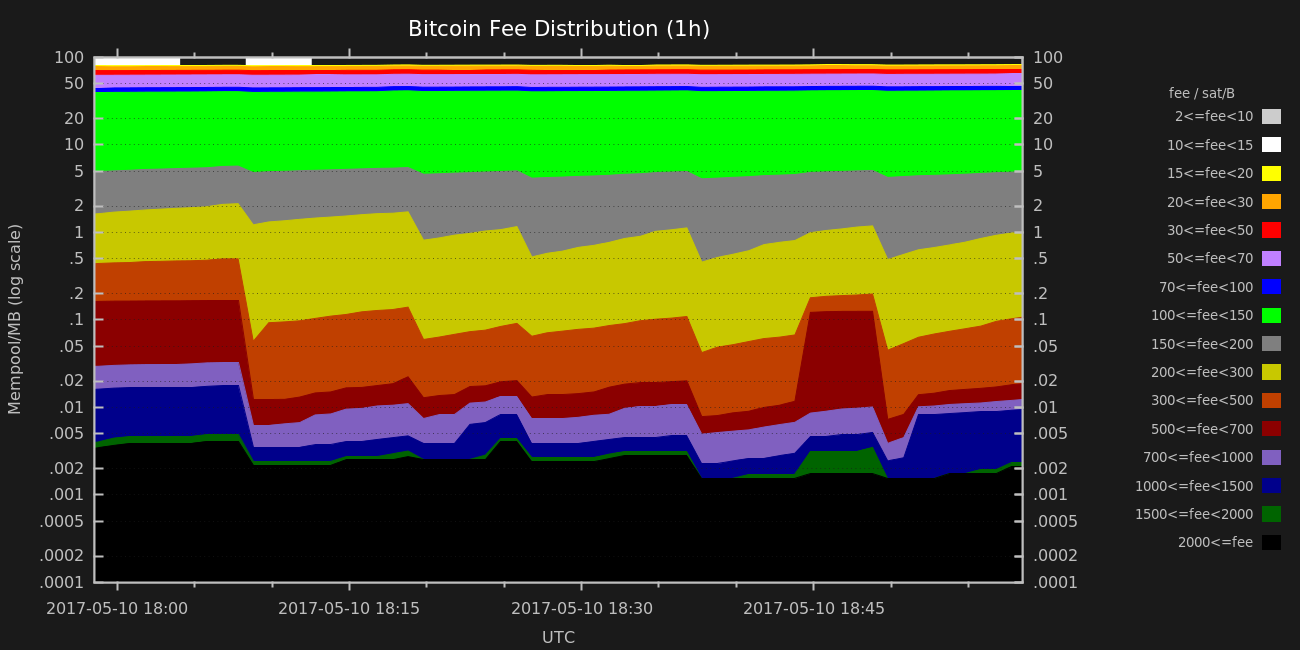 Bitcoin Fee Distribution (1h)
Mempool/MB (log scale)
100
50
20
10
5
2
1
.5
.2
.1
.05
.02
.01
.005
.002
.001
.0005
.0002
.0001
100
50
20
10
5
2
1
.5
.2
.1
.05
.02
.01
.005
.002
.001
.0005
.0002
.0001
2017-05-10 18:00 2017-05-10 18:15 2017-05-10 18:30 2017-05-10 18:45
UTC
fee / sat/B
2<=fee<10
10<=fee<15
15<=fee<20
20<=fee<30
30<=fee<50
50<=fee<70
70<=fee<100
100<=fee<150
150<=fee<200
200<=fee<300
300<=fee<500
500<=fee<700
700<=fee<1000
1000<=fee<1500
1500<=fee<2000
2000<=fee